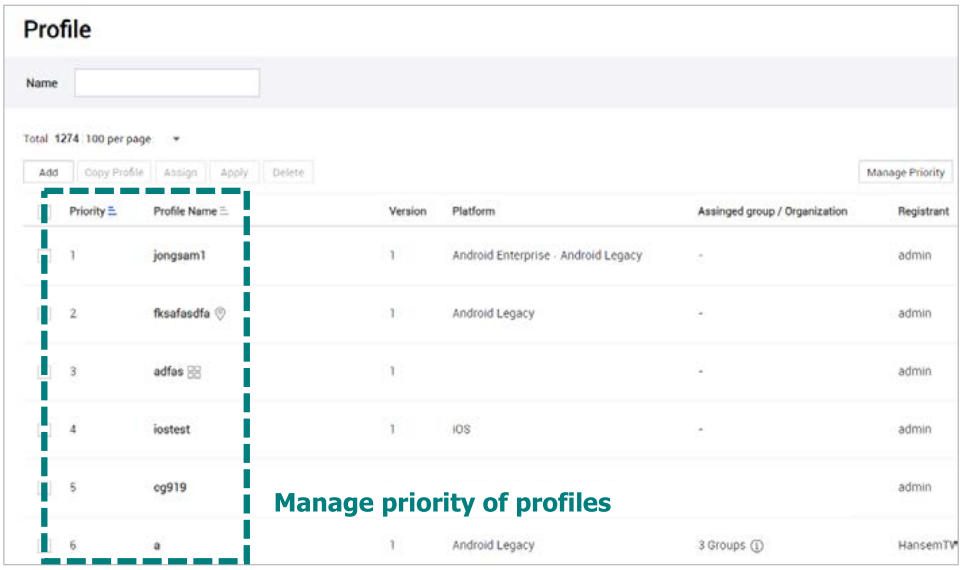 Profile
Name
Total 1274 100 per page
Add Copy Profile Assign Apply Delete Manage Priority
Priority Profile Name Version Platform Assinged group / Organization Registrant
1 jongsam1 1 Android Enterprise · Android Legacy - admin
2 fksafasdfa 1 Android Legacy - admin
3 adfas 1 - admin
4 iostest 1 iOS - admin
5 cg919 admin
Manage priority of profiles
6 a 1 Android Legacy 3 Groups HansemTV